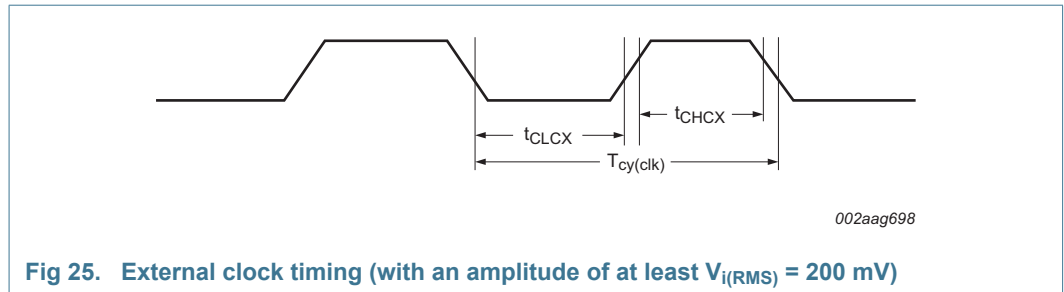 tCLCX
tCHCX
Tcy(clk)
002aag698
Fig 25. External clock timing (with an amplitude of at least Vi(RMS) = 200 mV)